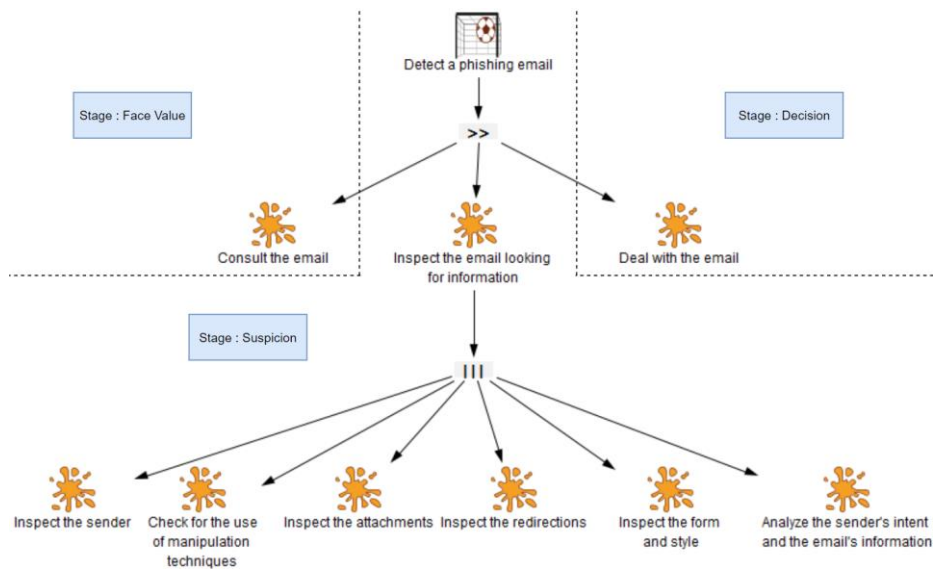 Detect a phishing email
Stage : Face Value
Stage : Decision
>>
Consult the email
Inspect the email looking
for information
Deal with the email
Stage : Suspicion
|||
Inspect the sender
Check for the use
of manipulation
techniques
Inspect the attachments
Inspect the redirections
Inspect the form
and style
Analyze the sender's intent
and the email's information